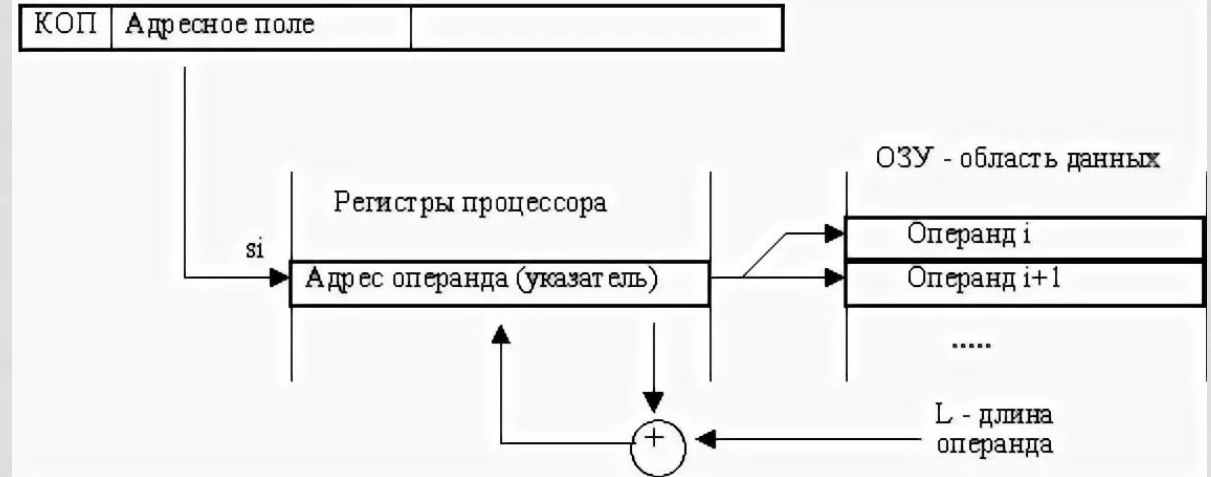 КОП Адресное поле
ОЗУ - область данных
Регистры процессора
si
Операнд i
Адрес операнда (указатель)
Операнд i+1
.....
L - длина
операнда
+